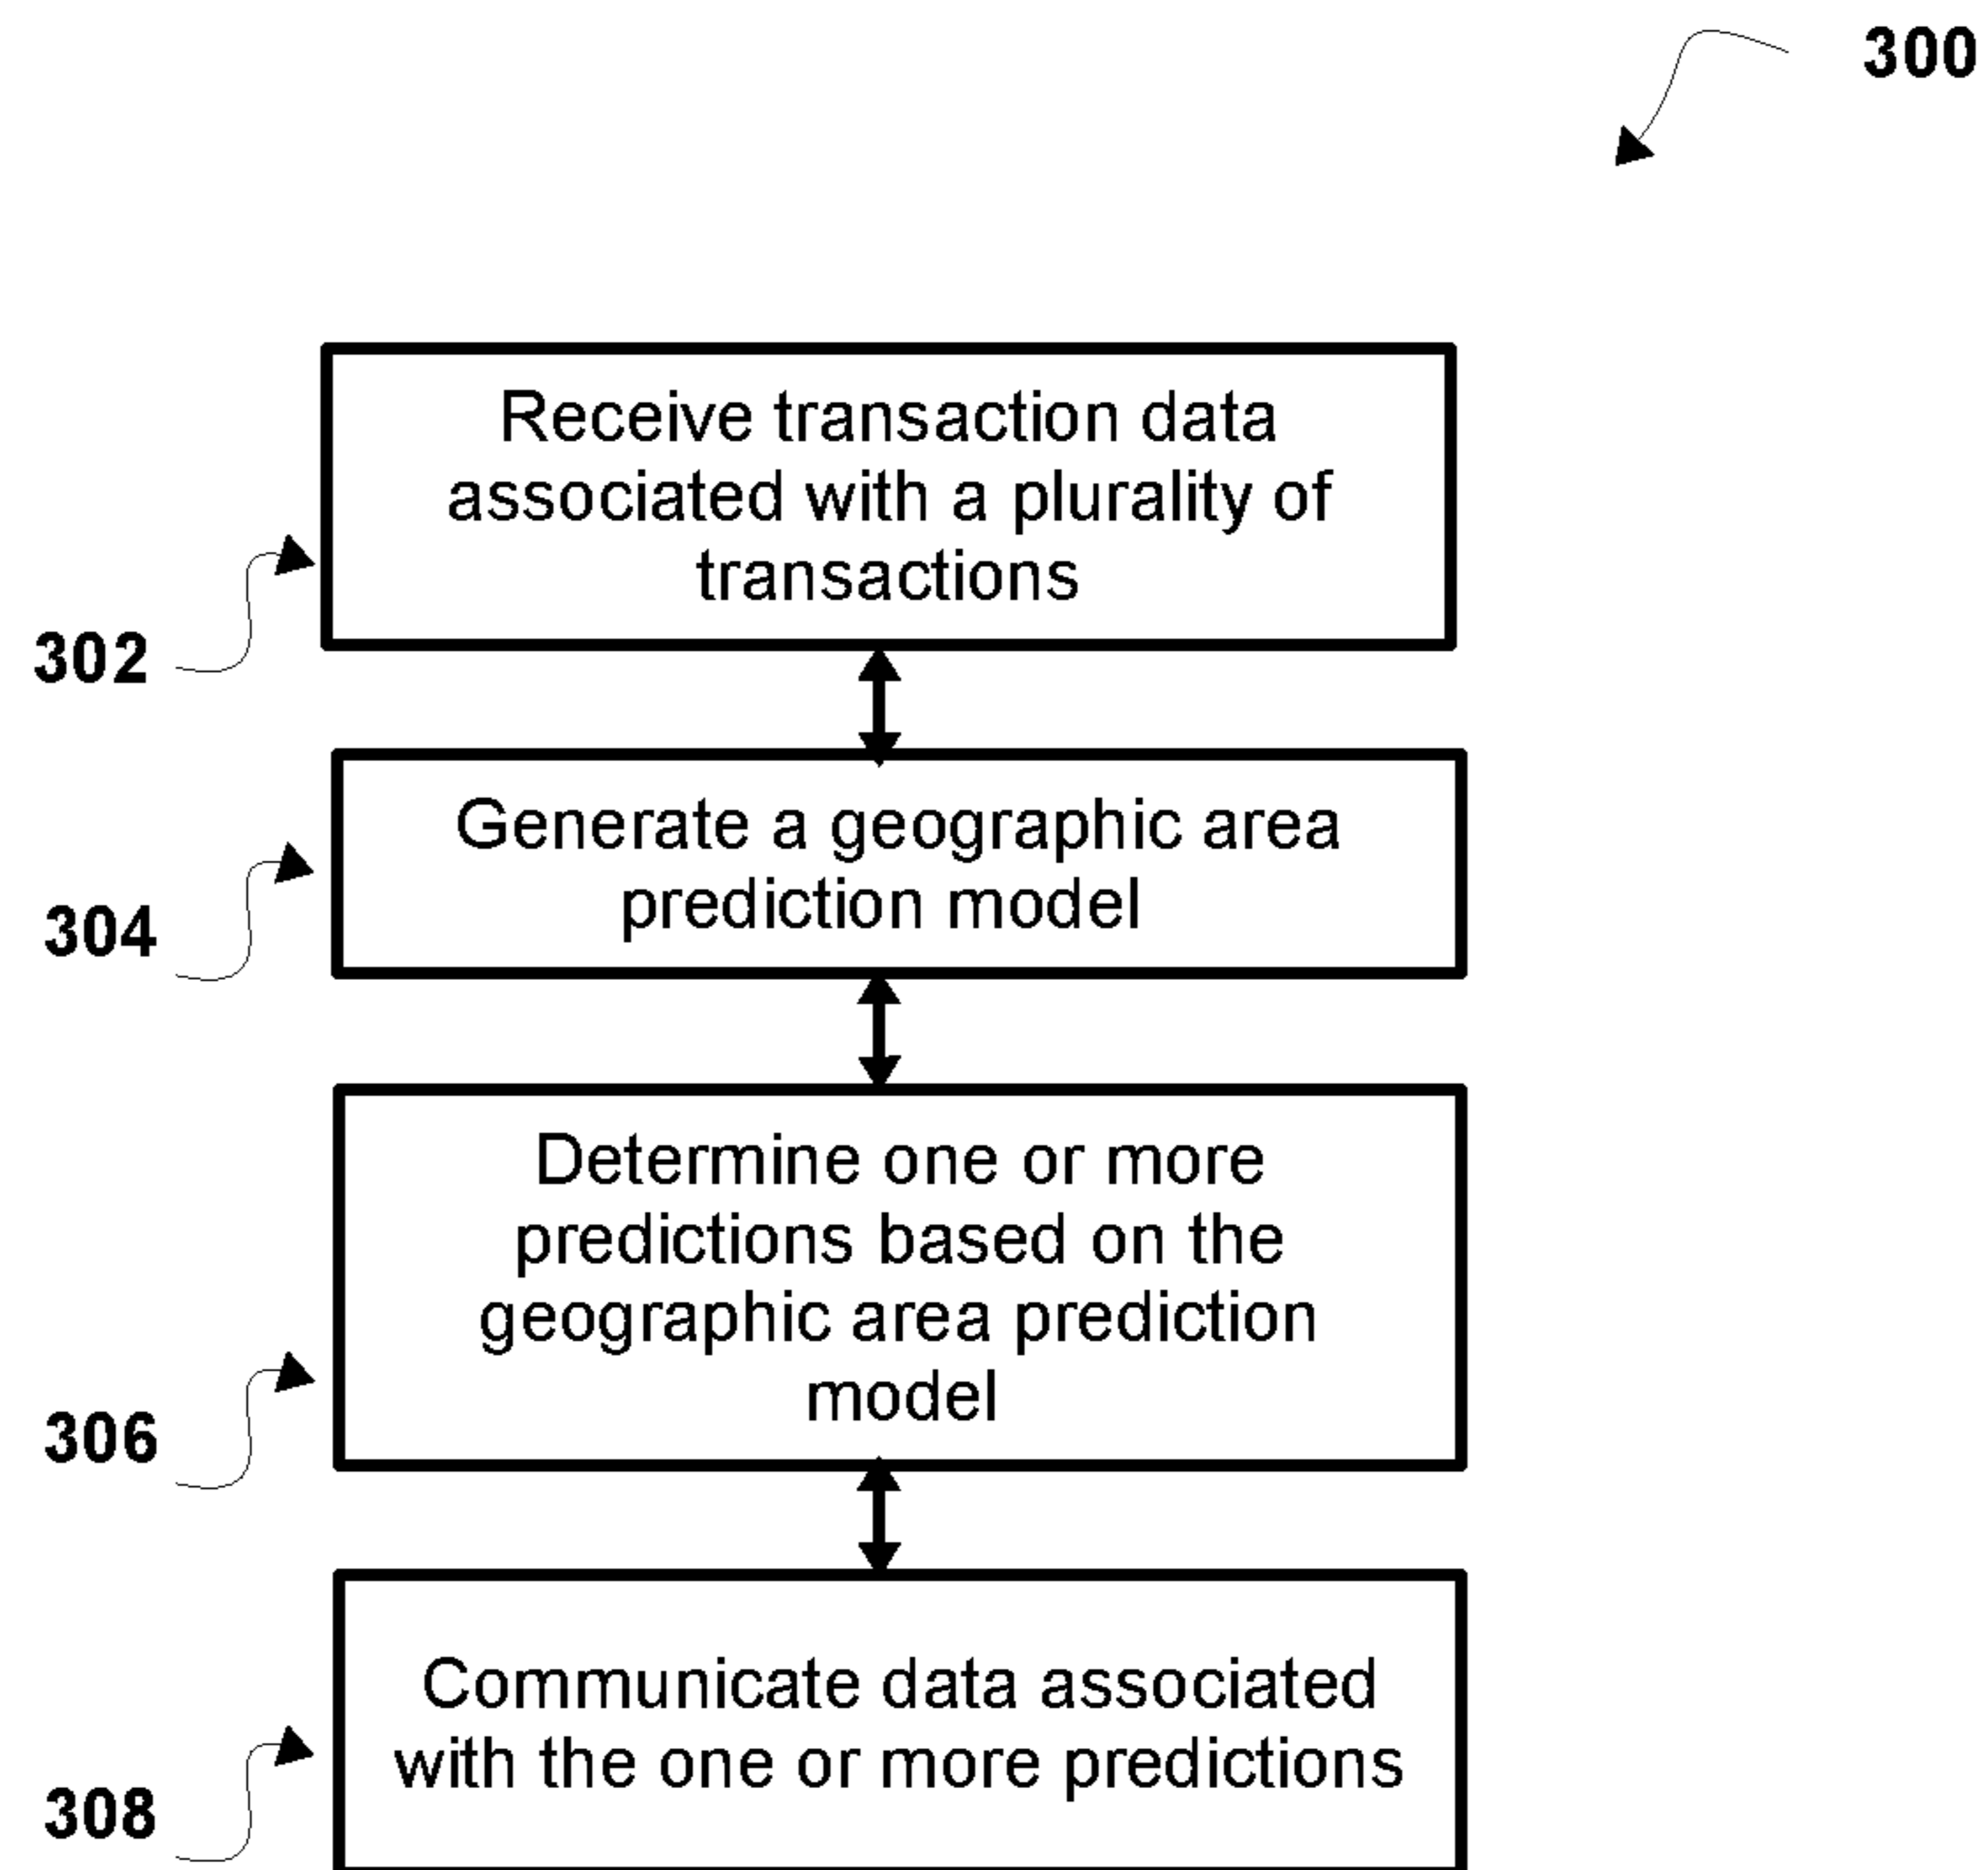 300
Receive transaction data
associated with a plurality of
transactions
302
Generate a geographic area
prediction model
304
Determine one or more
predictions based on the
geographic area prediction
model
306
Communicate data associated
with the one or more predictions
308